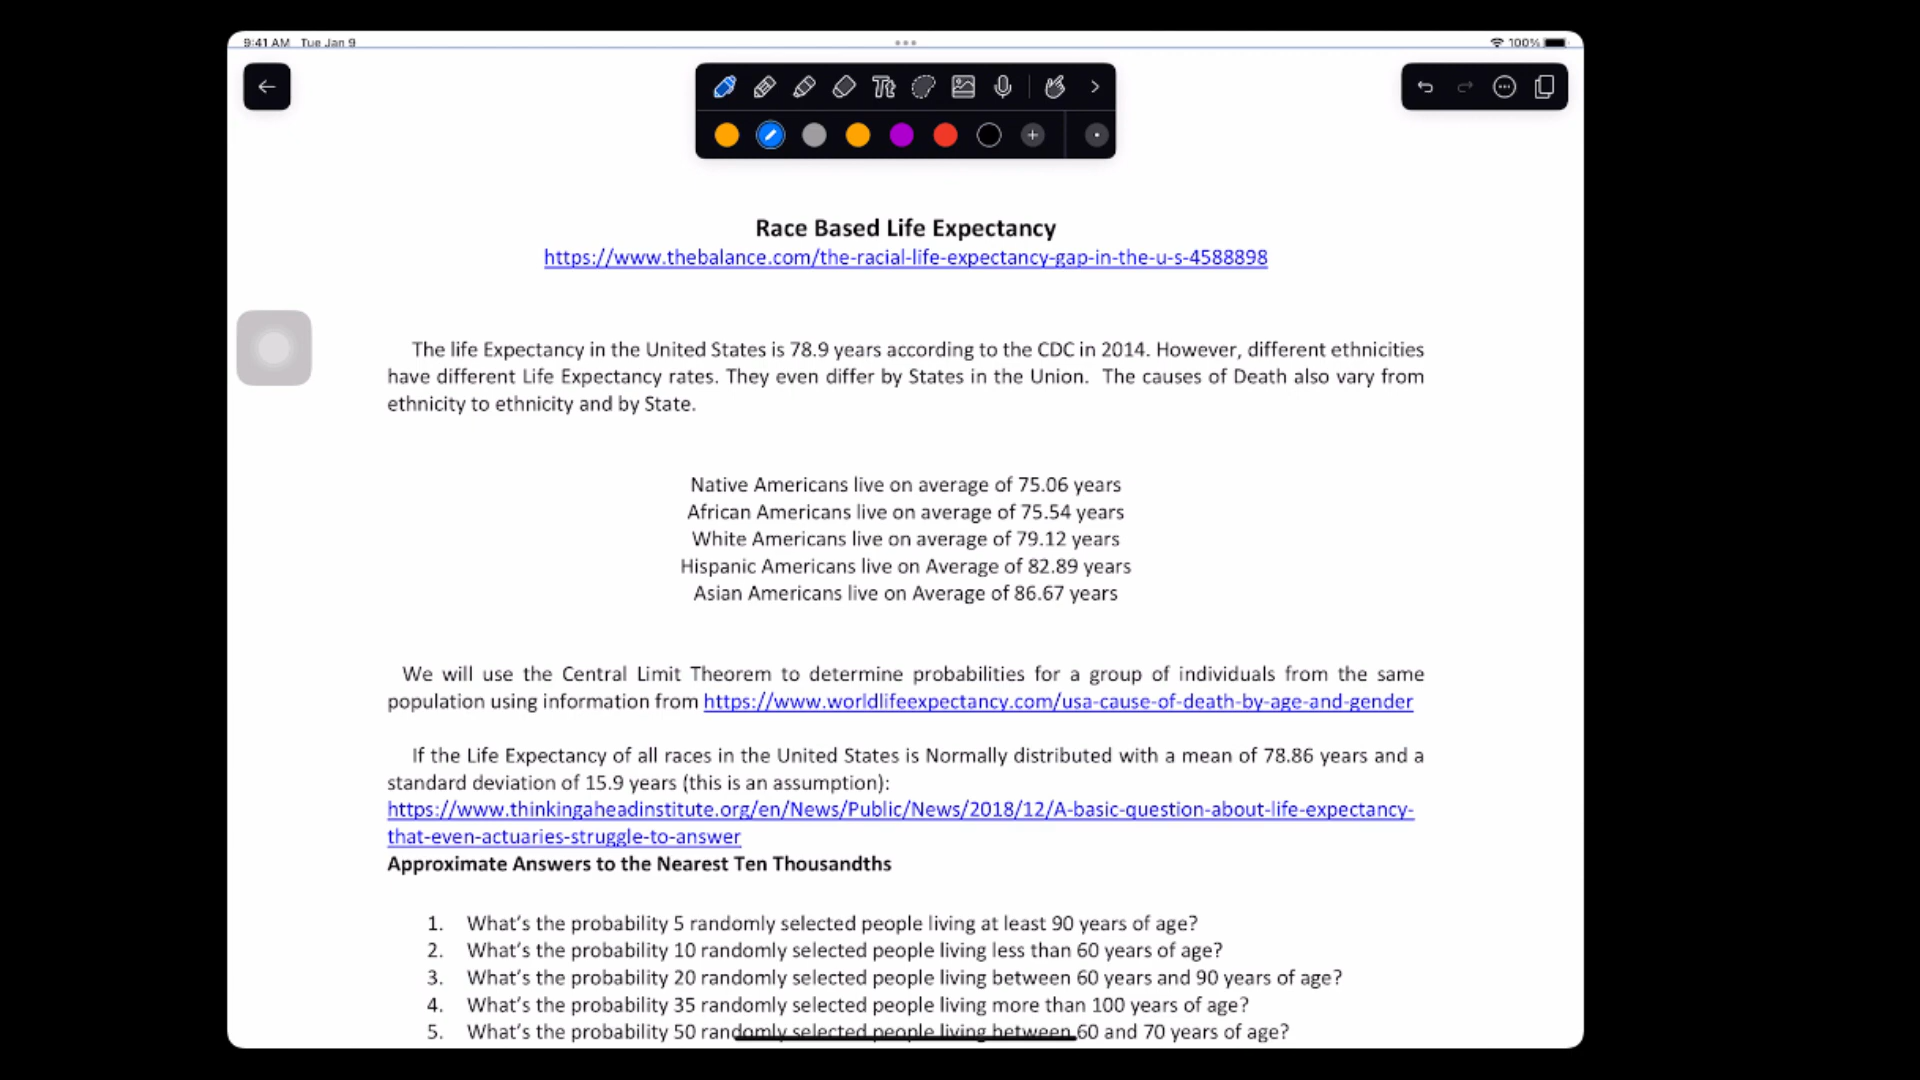 9:41 AM Tue Jan 9
100%
Tt
Race Based Life Expectancy
https://www.thebalance.com/the-racial-life-expectancy-gap-in-the-u-s-4588898
The life Expectancy in the United States is 78.9 years according to the CDC in 2014. However, different ethnicities
have different Life Expectancy rates. They even differ by States in the Union. The causes of Death also vary from
ethnicity to ethnicity and by State.
Native Americans live on average of 75.06 years
African Americans live on average of 75.54 years
White Americans live on average of 79.12 years
Hispanic Americans live on Average of 82.89 years
Asian Americans live on Average of 86.67 years
We will use the Central Limit Theorem to determine probabilities for a group of individuals from the same
population using information from https://www.worldlifeexpectancy.com/usa-cause-of-death-by-age-and-gender
If the Life Expectancy of all races in the United States is Normally distributed with a mean of 78.86 years and a
standard deviation of 15.9 years (this is an assumption):
https://www.thinkingaheadinstitute.org/en/News/Public/News/2018/12/A-basic-question-about-life-expectancy-
that-even-actuaries-struggle-to-answer
Approximate Answers to the Nearest Ten Thousandths
1. What's the probability 5 randomly selected people living at least 90 years of age?
2. What's the probability 10 randomly selected people living less than 60 years of age?
3. What's the probability 20 randomly selected people living between 60 years and 90 years of age?
4. What's the probability 35 randomly selected people living more than 100 years of age?
5. What's the probability 50 randomly selected people living between 60 and 70 years of age?